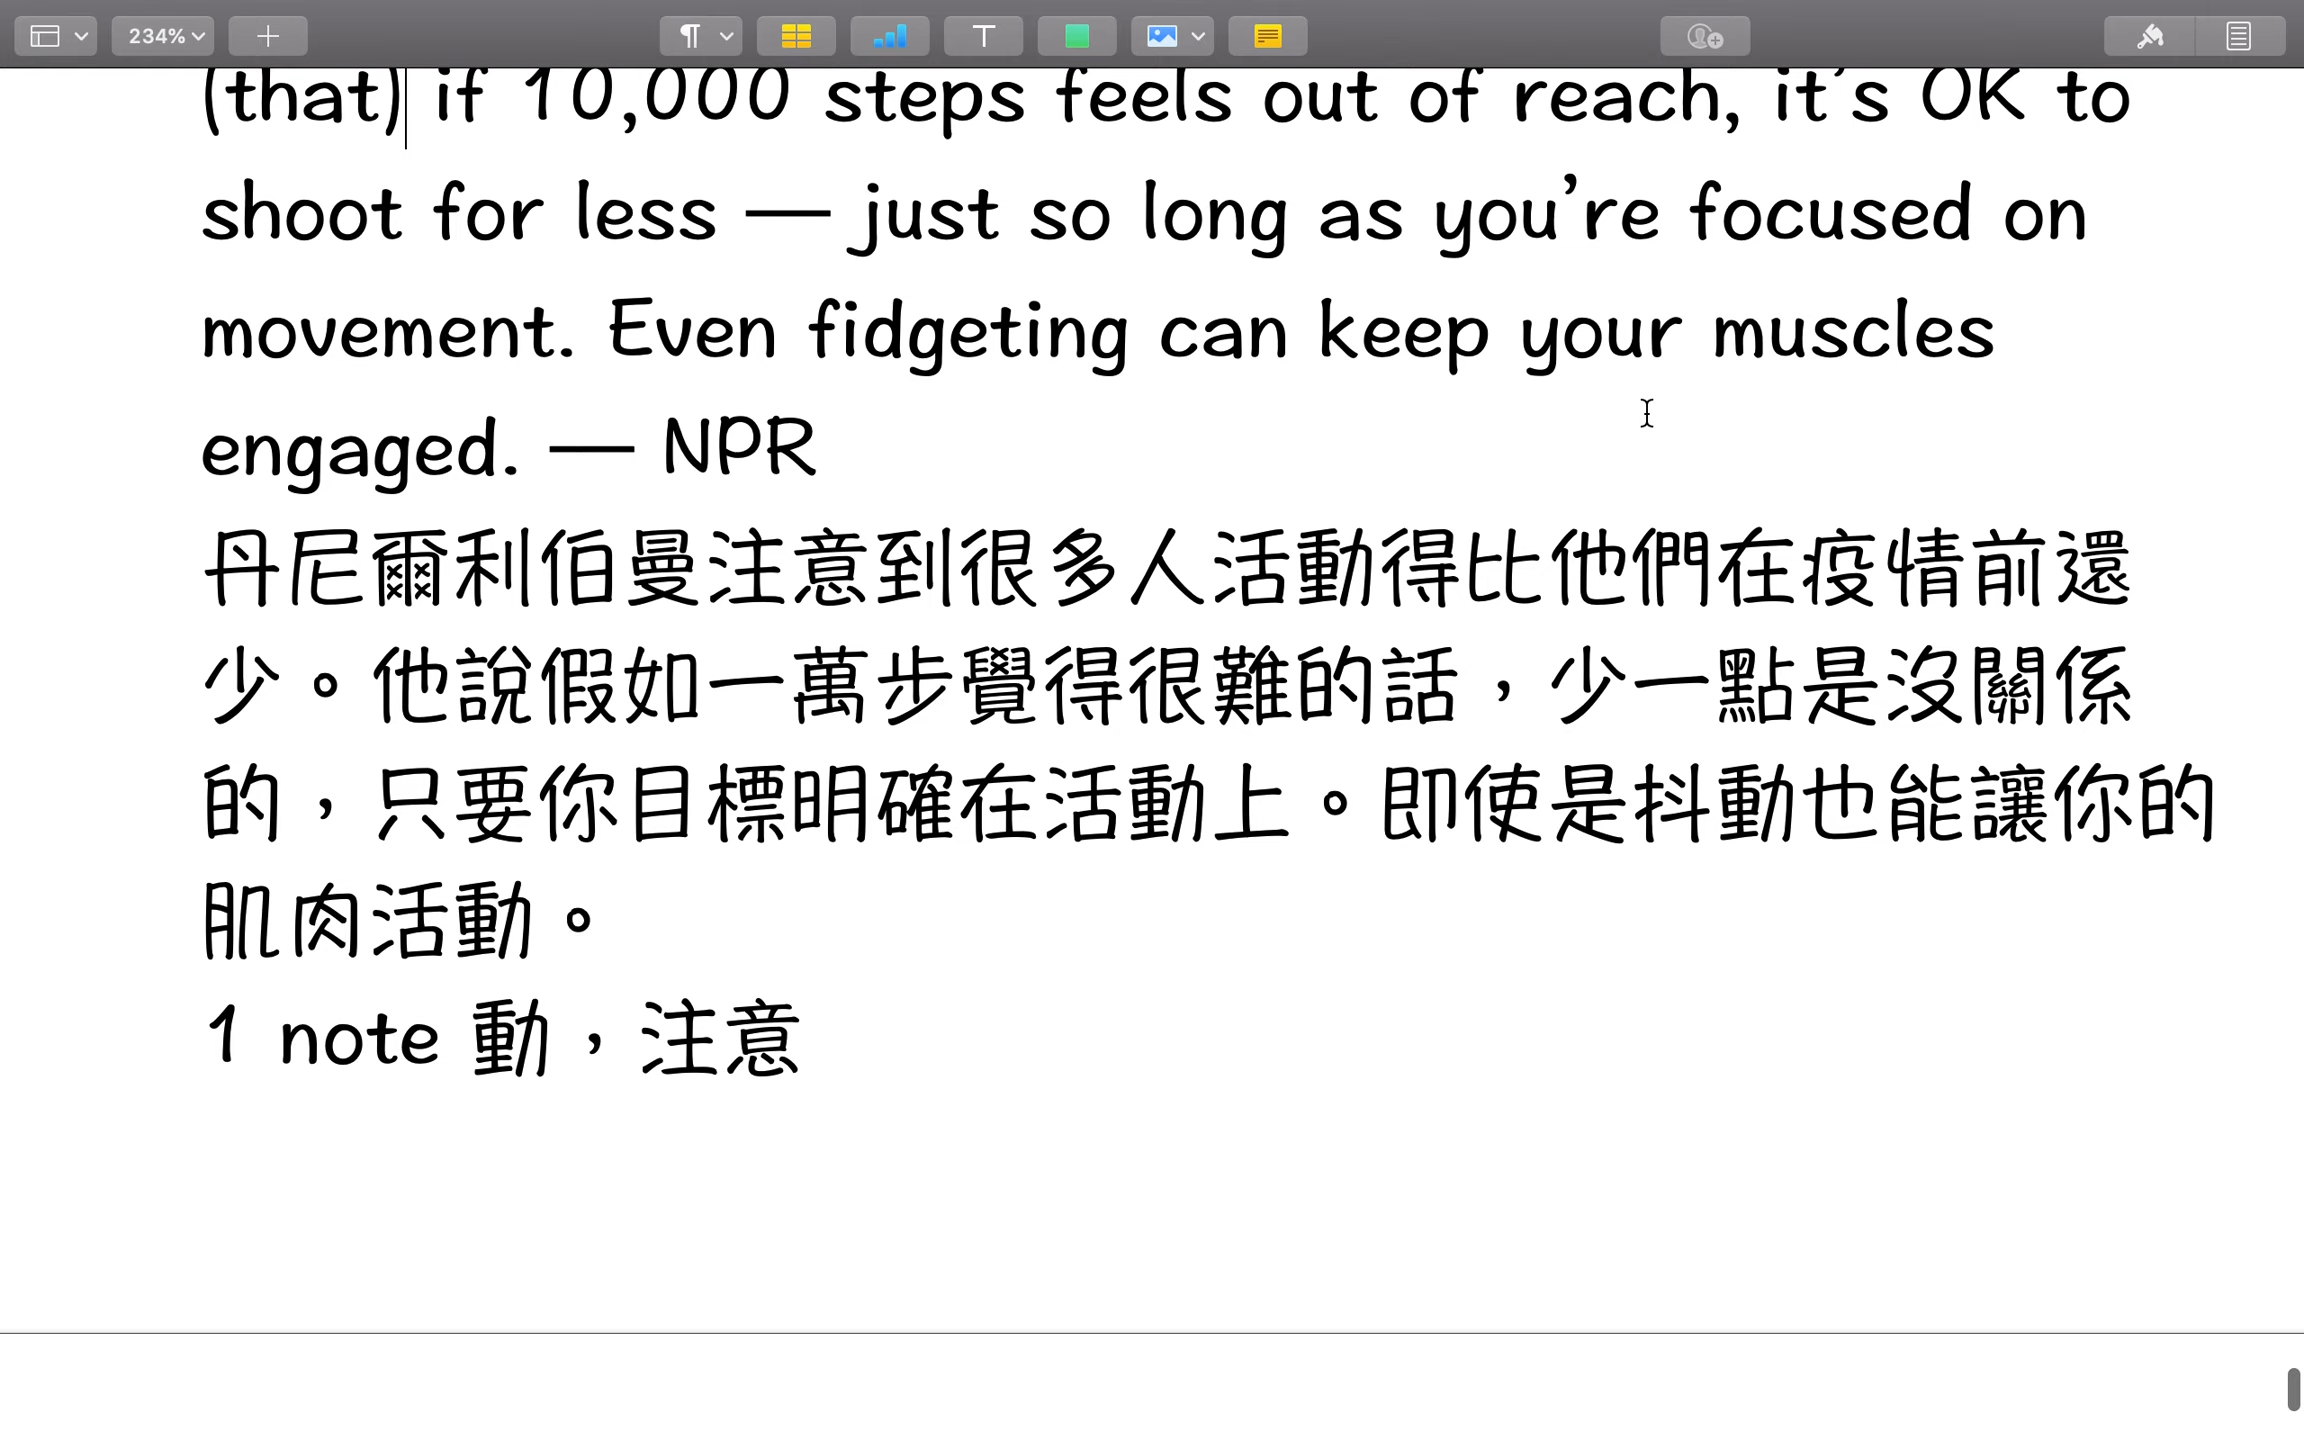 234%
(that) if 10,000 steps feels out of reach, it's OK to
shoot for less — just so long as you're focused on
movement. Even fidgeting can keep your muscles
engaged. — NPR
丹尼爾利伯曼注意到很多人活動得比他們在疫情前還
少。他說假如一萬步覺得很難的話，少一點是沒關係
的，只要你目標明確在活動上。即使是抖動也能讓你的
肌肉活動。
1 note 動，注意